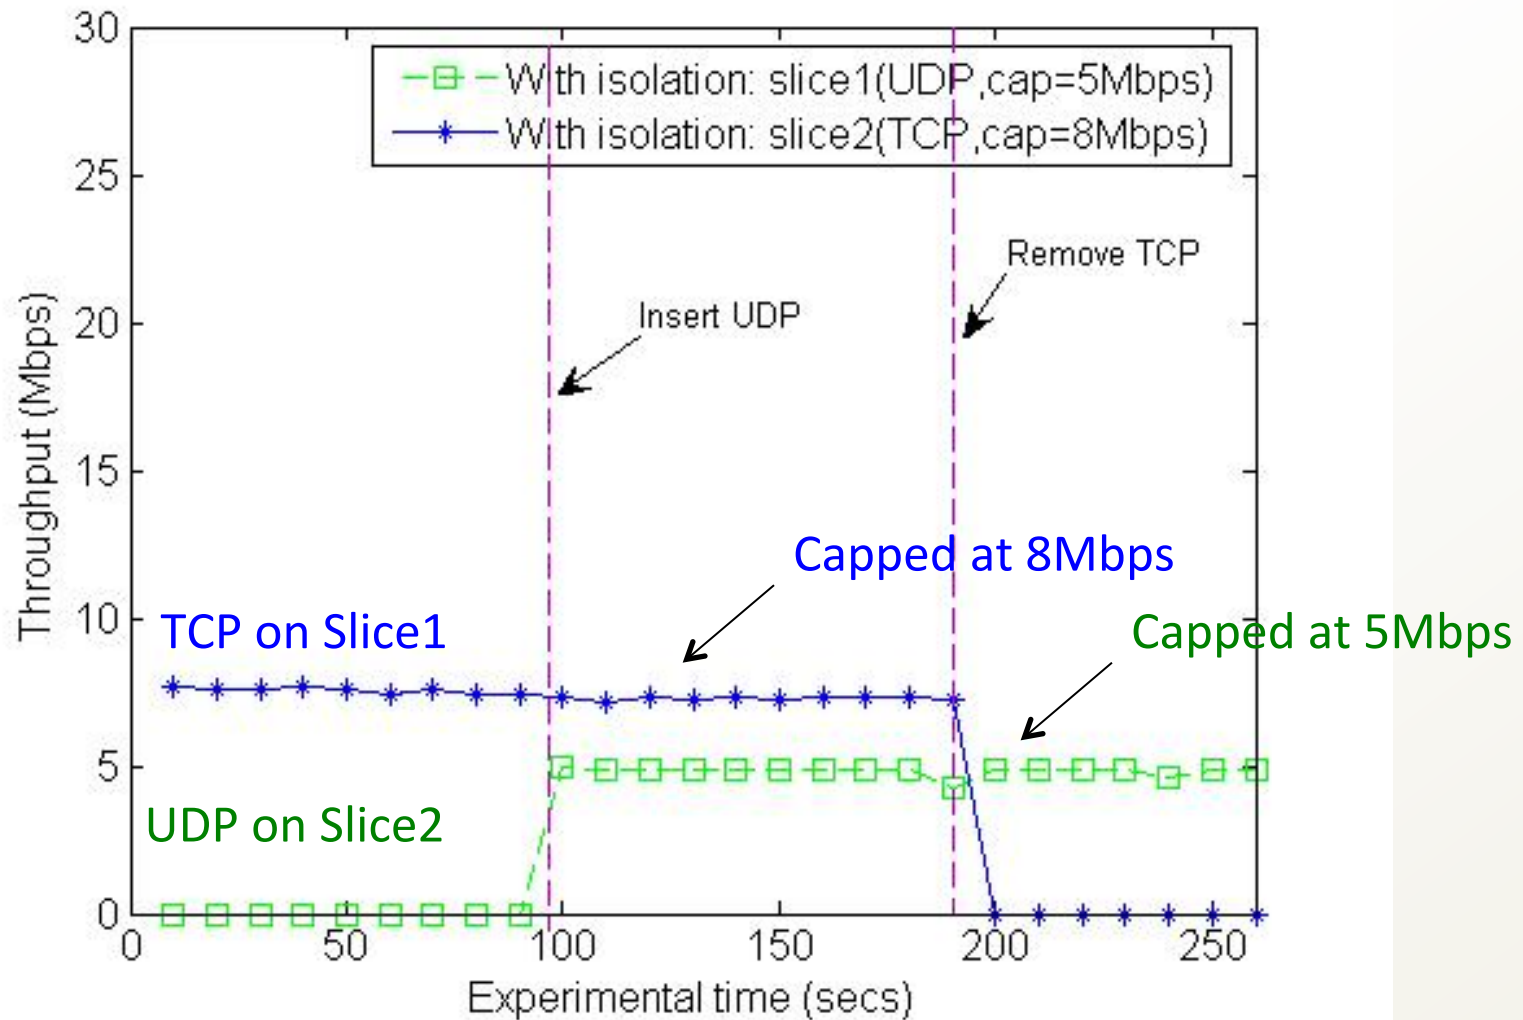 30
25
20
15
10
5
0
Throughput (Mbps)
With isolation: slice1(UDP,cap=5Mbps)
With isolation: slice2(TCP,cap=8Mbps)
Remove TCP
Insert UDP
Capped at 8Mbps
TCP on Slice1
Capped at 5Mbps
UDP on Slice2
0 50 100 150 200 250
Experimental time (secs)